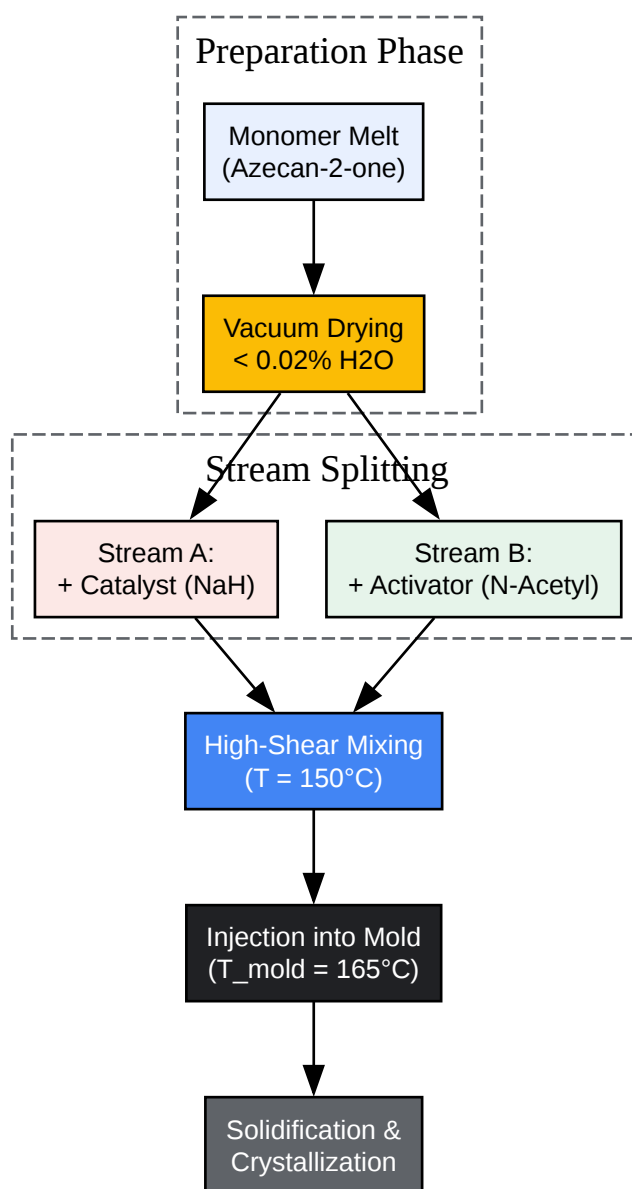 Preparation Phase
Monomer Melt
(Azecan-2-one)
Vacuum Drying
< 0.02% H2O
Stream Splitting
Stream A:
+ Catalyst (NaH)
Stream B:
+ Activator (N-Acetyl)
High-Shear Mixing
(T = 150°C)
Injection into Mold
(T_mold = 165°C)
Solidification &
Crystallization